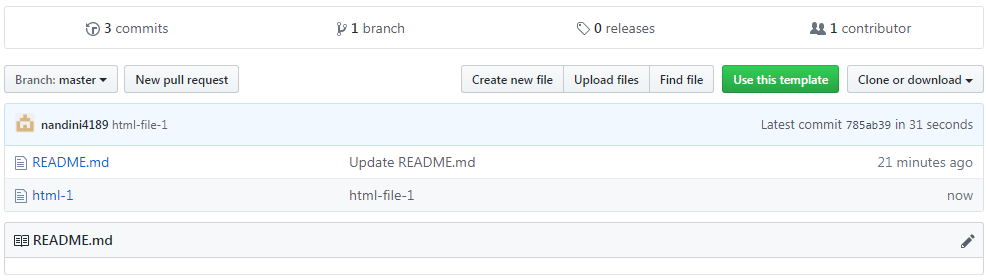 3 commits 1 branch 0 releases 1 contributor
Branch: master New pull request Create new file Upload files Find file Use this template Clone or download
nandini4189 html-file-1 Latest commit 785ab39 in 31 seconds
README.md Update README.md 21 minutes ago
html-1 html-file-1 now
README.md